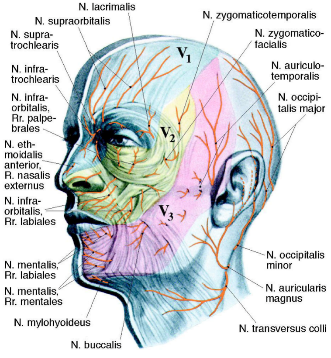 N. lacrimalis
N. supraorbitalis
N. supra-
trochlearis
N. infra-
trochlearis
N. infra-
orbitalis,
Rr. palpe-
brales
N. eth-
moidalis
anterior,
R. nasalis
externus
N. infra-
orbitalis,
Rr. labiales
N. mentalis,
Rr. labiales
N. mentalis,
Rr. mentales
N. mylohyoideus
N. buccalis
V1
V2
V3
N. zygomaticotemporalis
N. zygomatico-
facialis
N. auriculo-
temporalis
N. occipi-
talis major
N. occipitalis
minor
N. auricularis
magnus
N. transversus colli